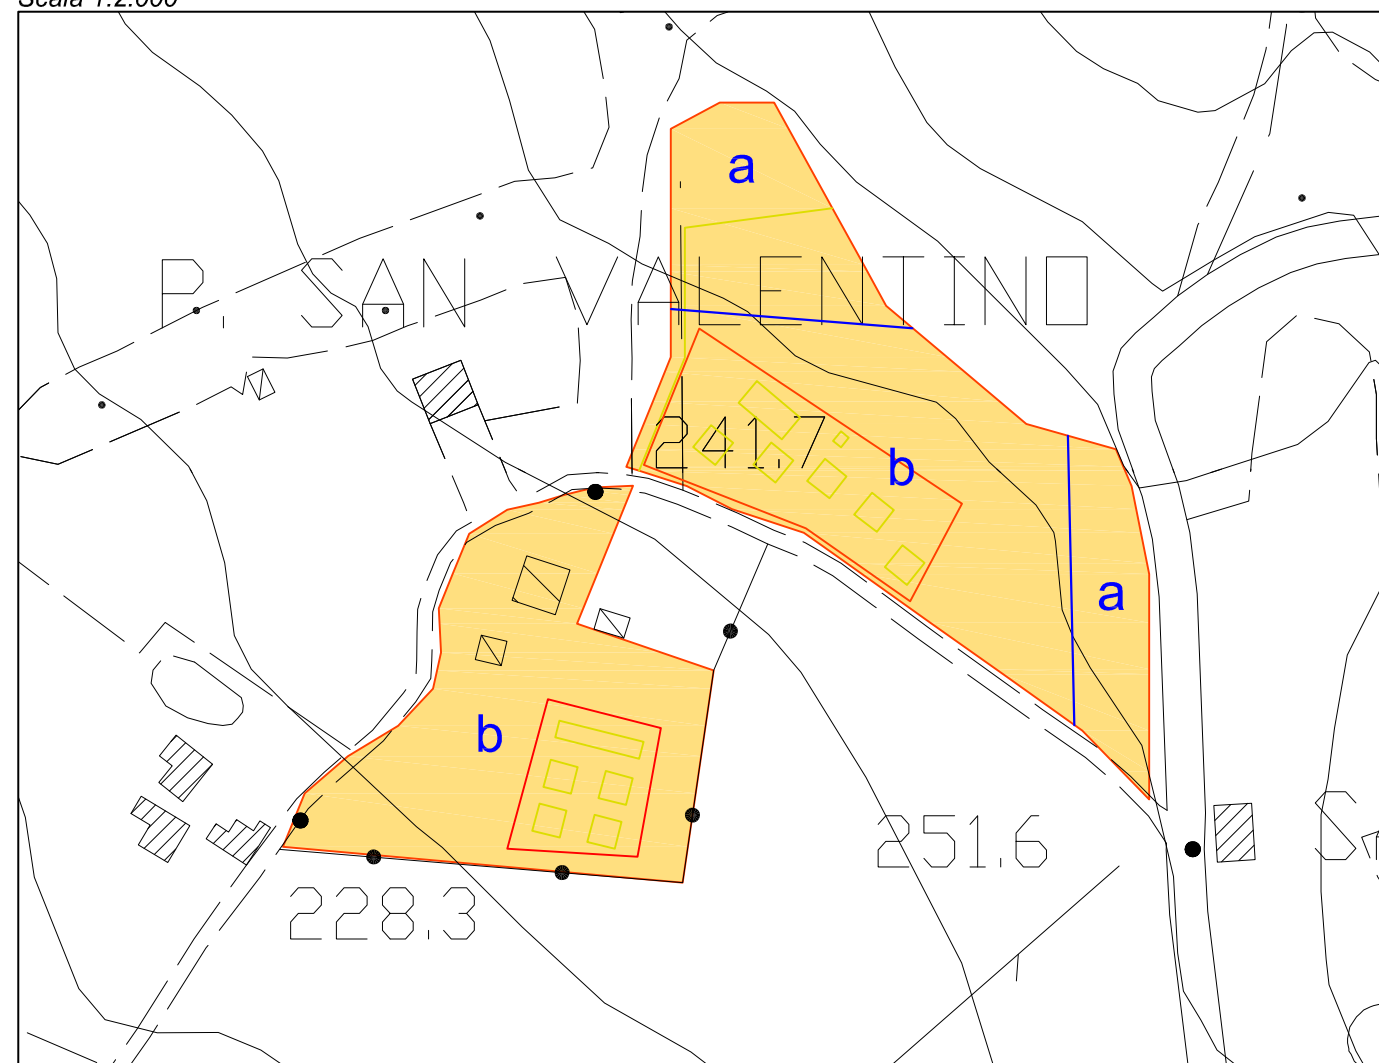 Scala 1:2.000
a
P. SAN VALENTINO
241,7
b
a
b
251.6
228.3